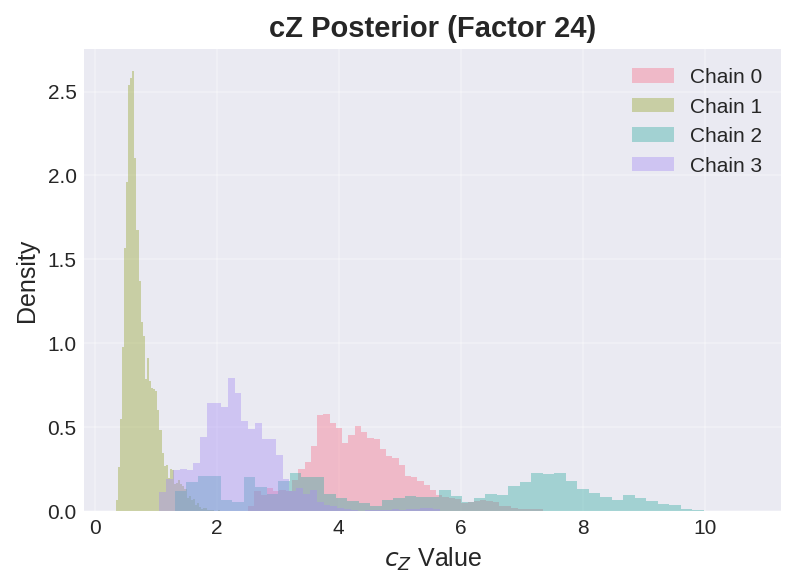 cZ Posterior (Factor 24)
Chain 0
Chain 1
Chain 2
Chain 3
Density
2.5
2.0
1.5
1.0
0.5
0.0
0
2
4
6
8
10
c_Z Value